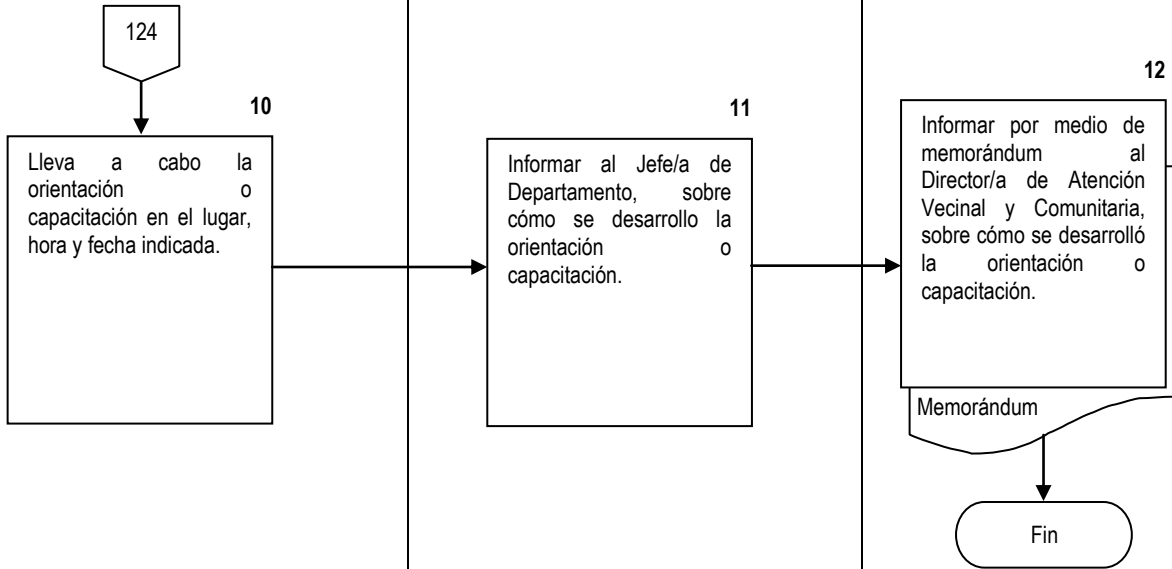 124
10
Lleva a cabo la
orientación o
capacitación en el lugar,
hora y fecha indicada.
11
Informar al Jefe/a de
Departamento, sobre
cómo se desarrollo la
orientación o
capacitación.
12
Informar por medio de
memorándum al
Director/a de Atención
Vecinal y Comunitaria,
sobre cómo se desarrolló
la orientación o
capacitación.
Memorándum
Fin